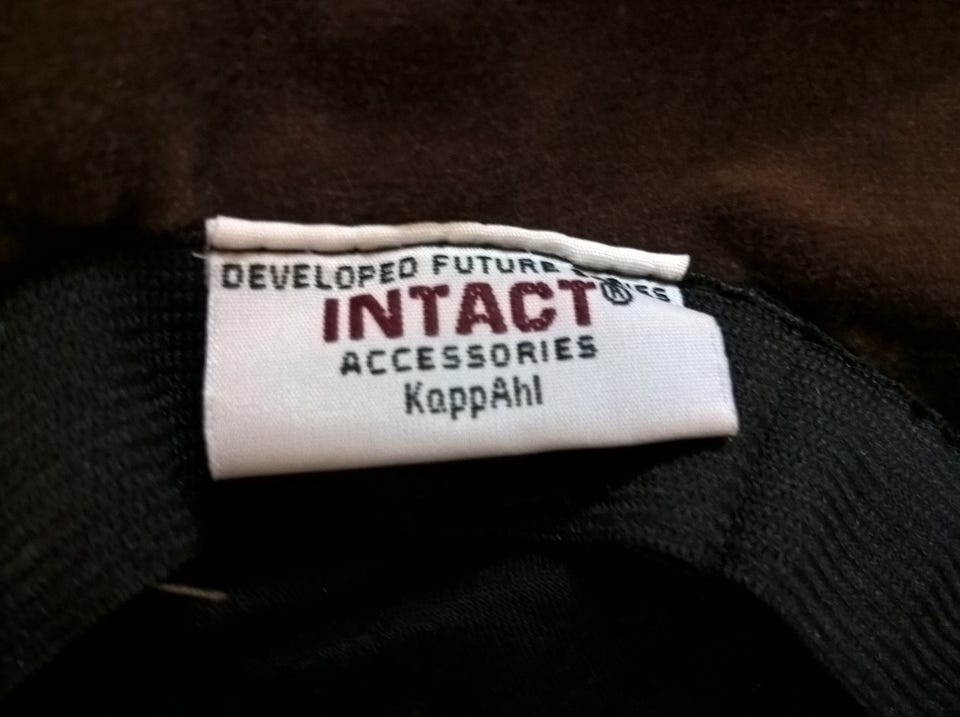 DEVELOPED FUTURE
INTACT®
ACCESSORIES
KappAhl